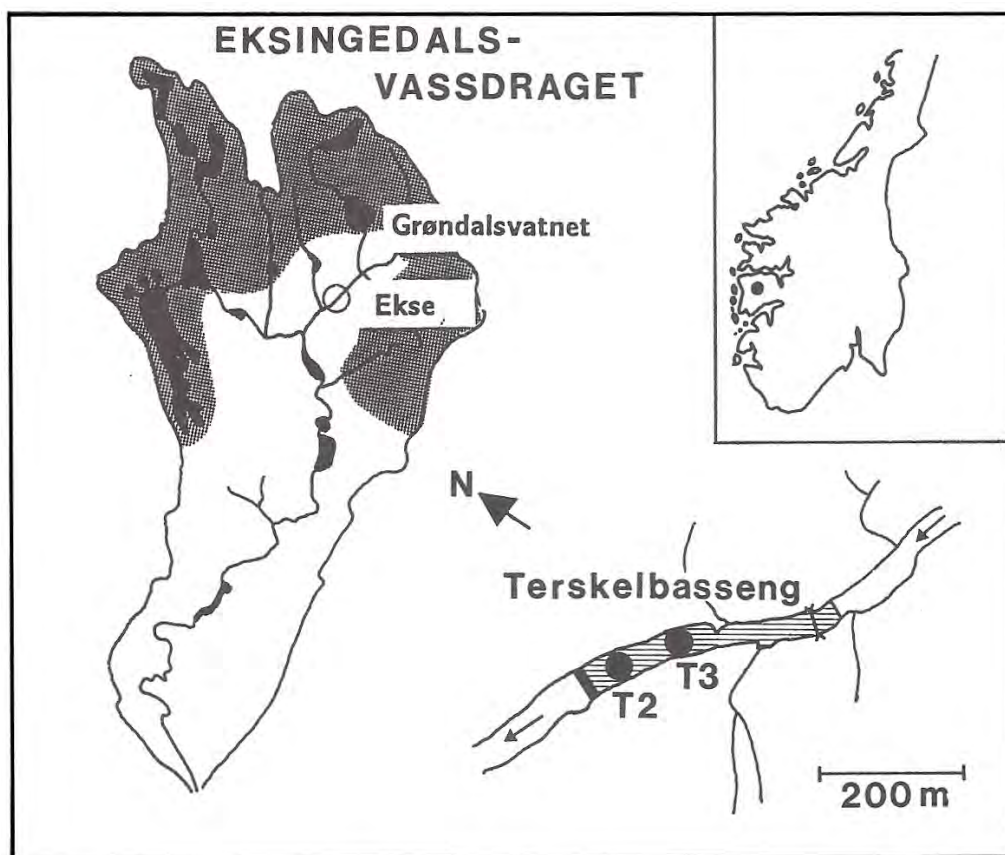 EKSINGEDALS-
VASSDRAGET
Grøndalsvatnet
Ekse
N
Terskelbasseng
T3
T2
200 m